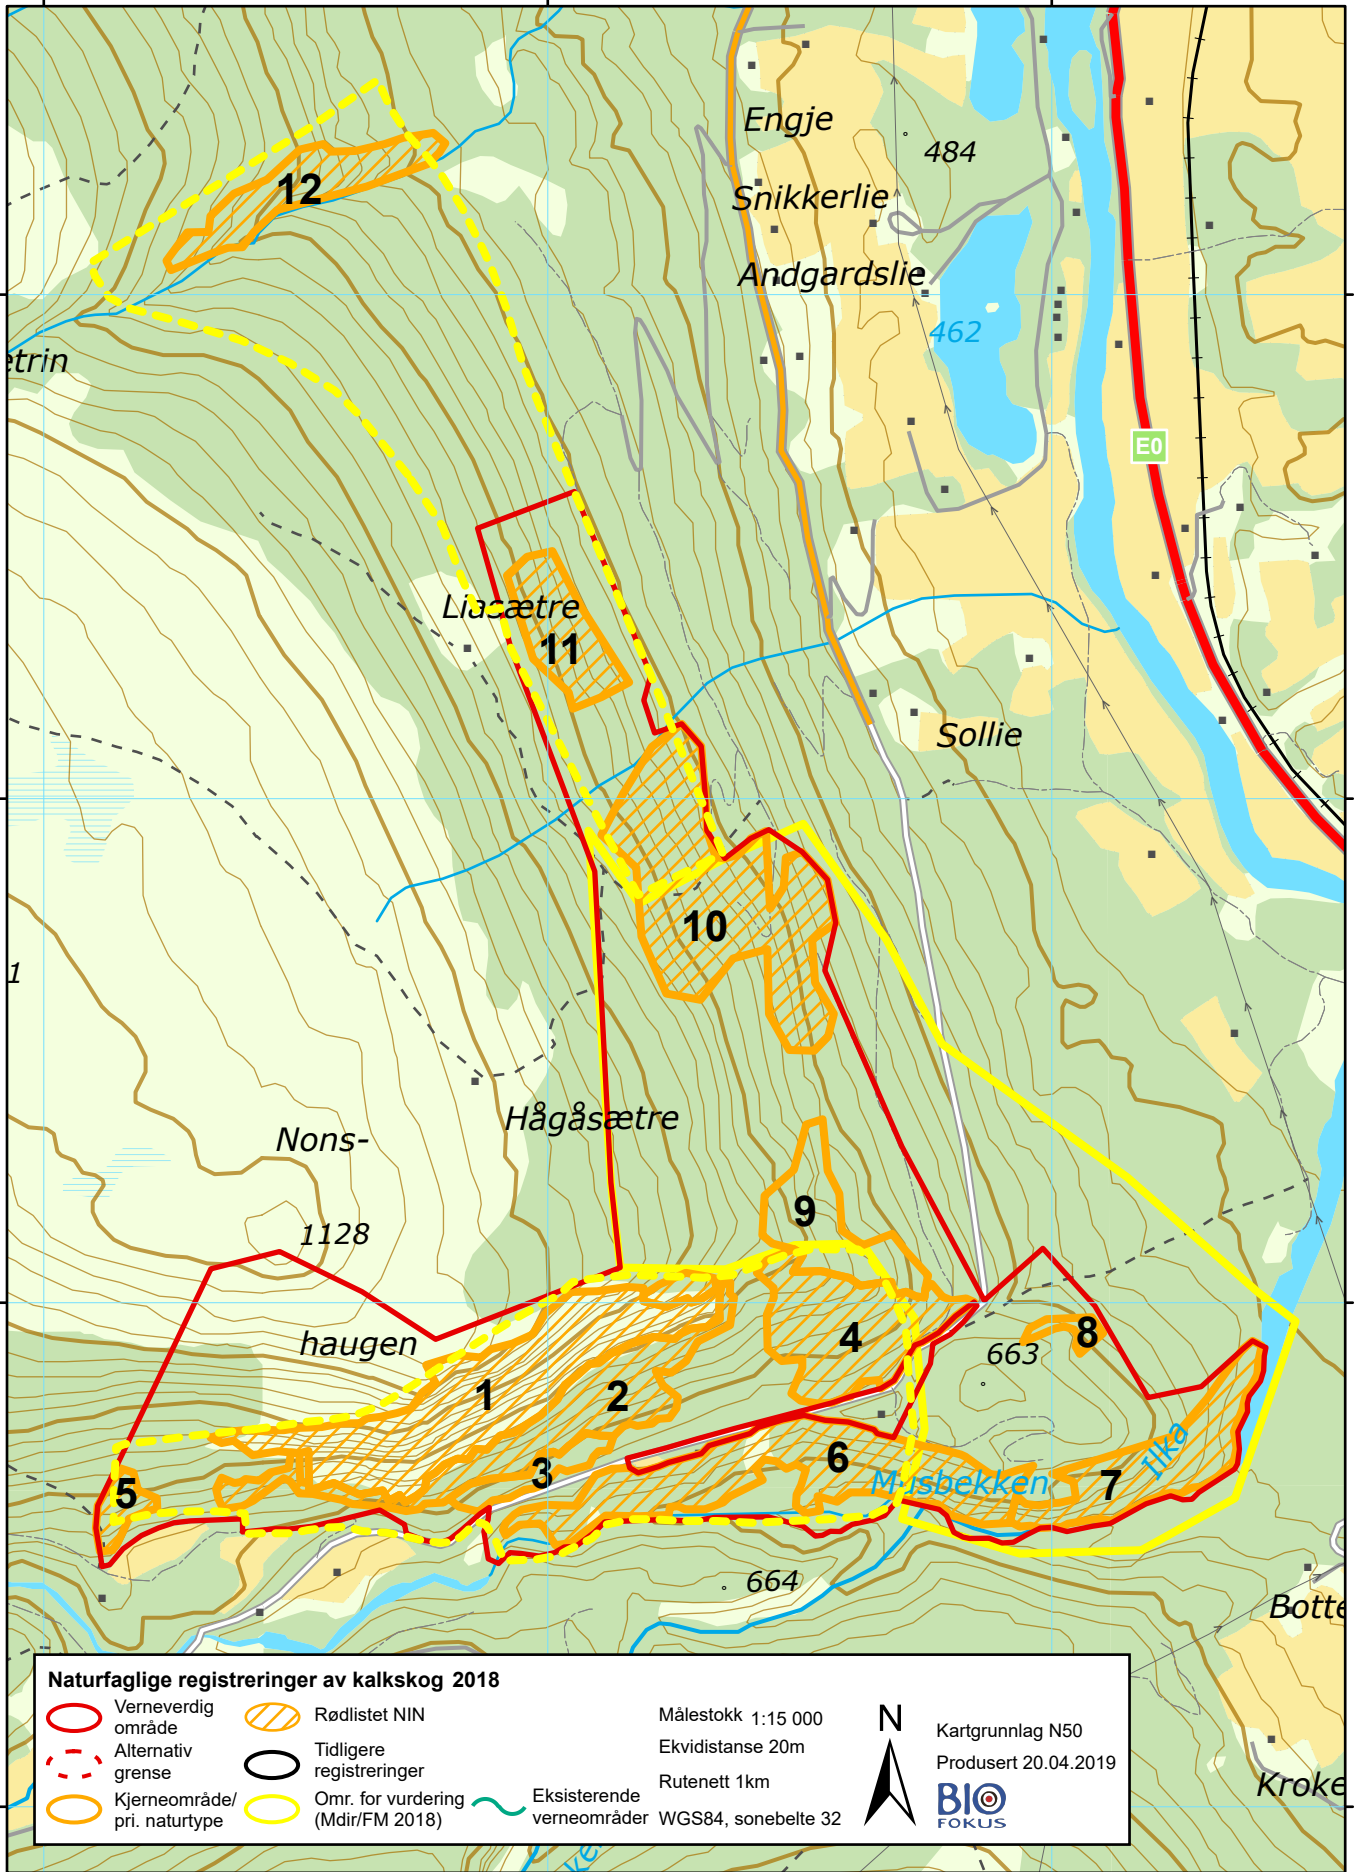 Engje
484
12
Snikkerlie
Andgardslie
462
etrin
E0
Liasætre
11
Sollie
10
1
Hågåsætre
Nons-
9
1128
8
haugen
4
663
1
2
3
6
Musbekken
7
Ilka
5
664
Botte
Naturfaglige registreringer av kalkskog 2018
Verneverdig
område
Rødlistet NIN
Målestokk 1:15 000
N
Kartgrunnlag N50
Alternativ
grense
Tidligere
registreringer
Ekvidistanse 20m
Produsert 20.04.2019
Rutenett 1km
Kjerneområde/
pri. naturtype
Omr. for vurdering
(Mdir/FM 2018)
Eksisterende
verneområder
WGS84, sonebelte 32
BIO
FOKUS
Kroke